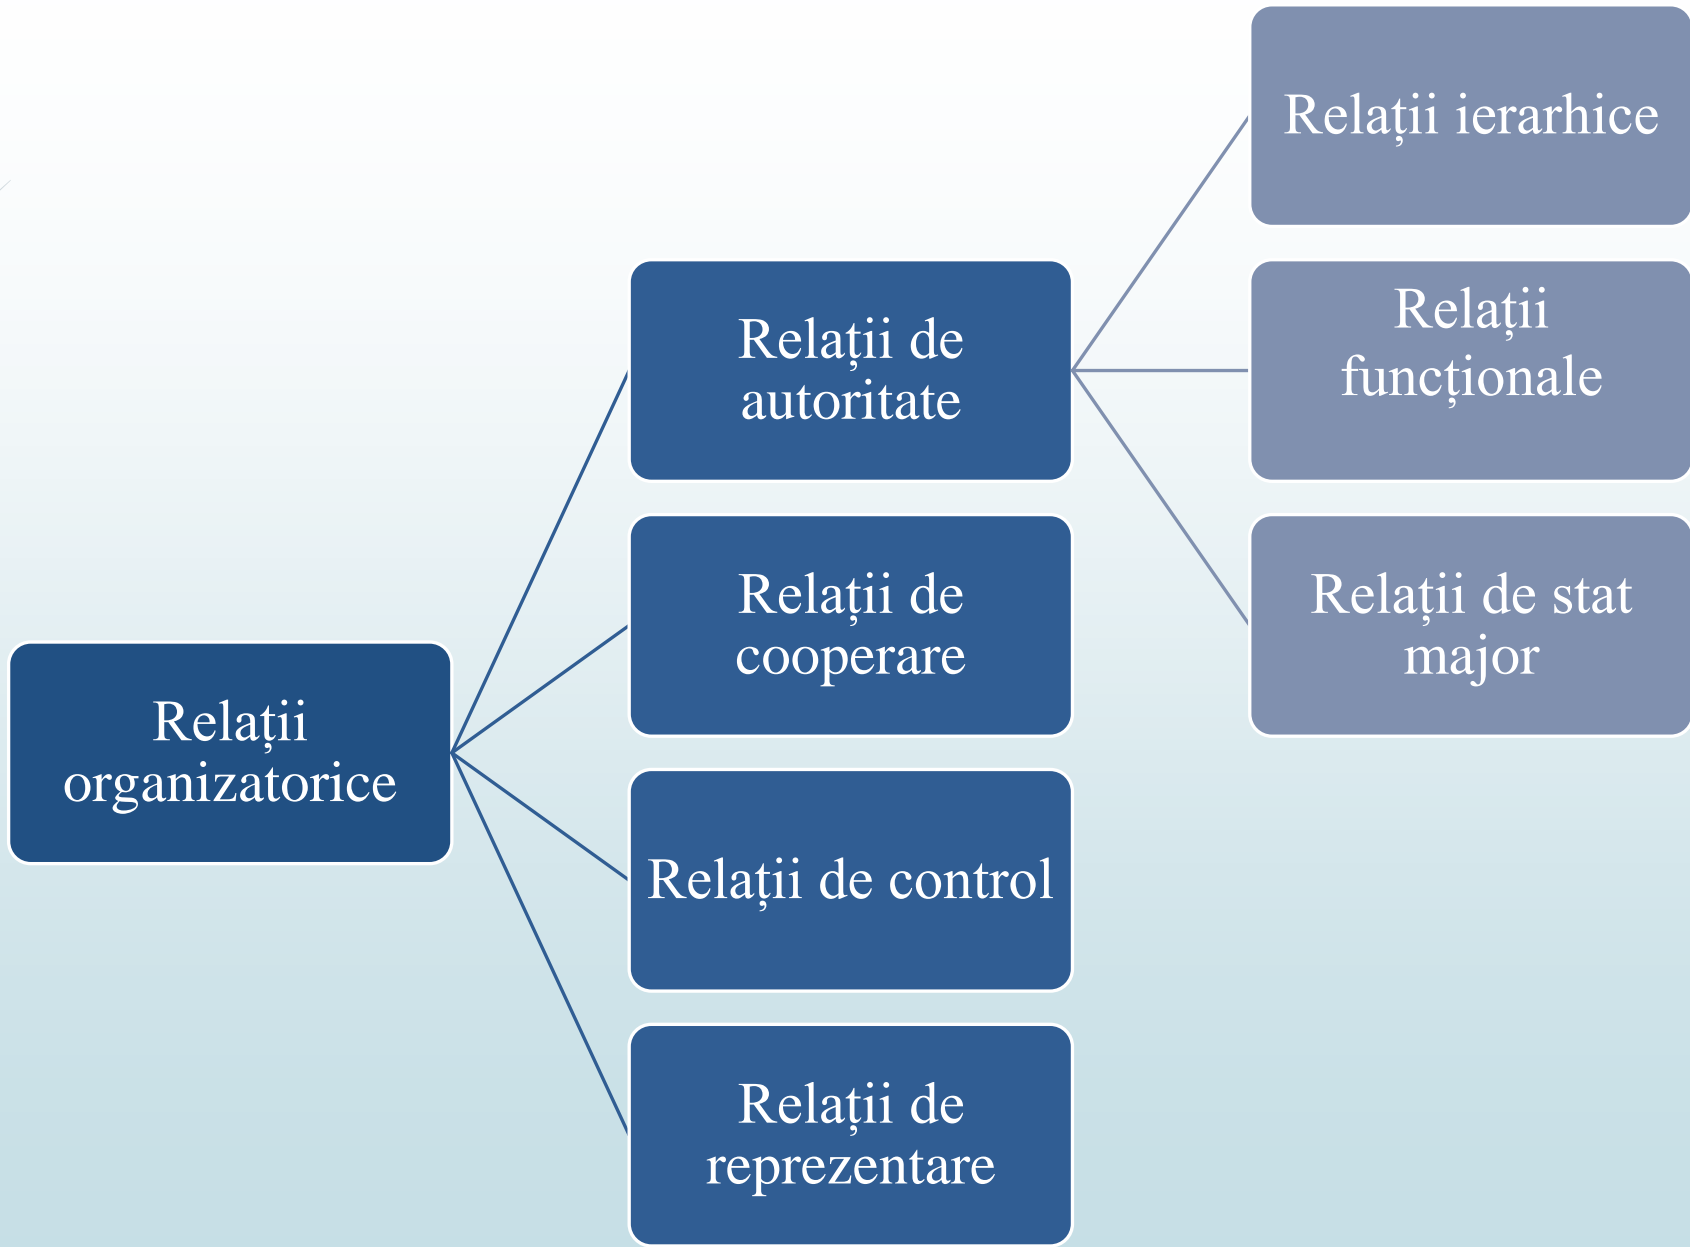 Relații
organizatorice
Relații de
autoritate
Relații de
cooperare
Relații de control
Relații de
reprezentare
Relații ierarhice
Relații
funcționale
Relații de stat
major